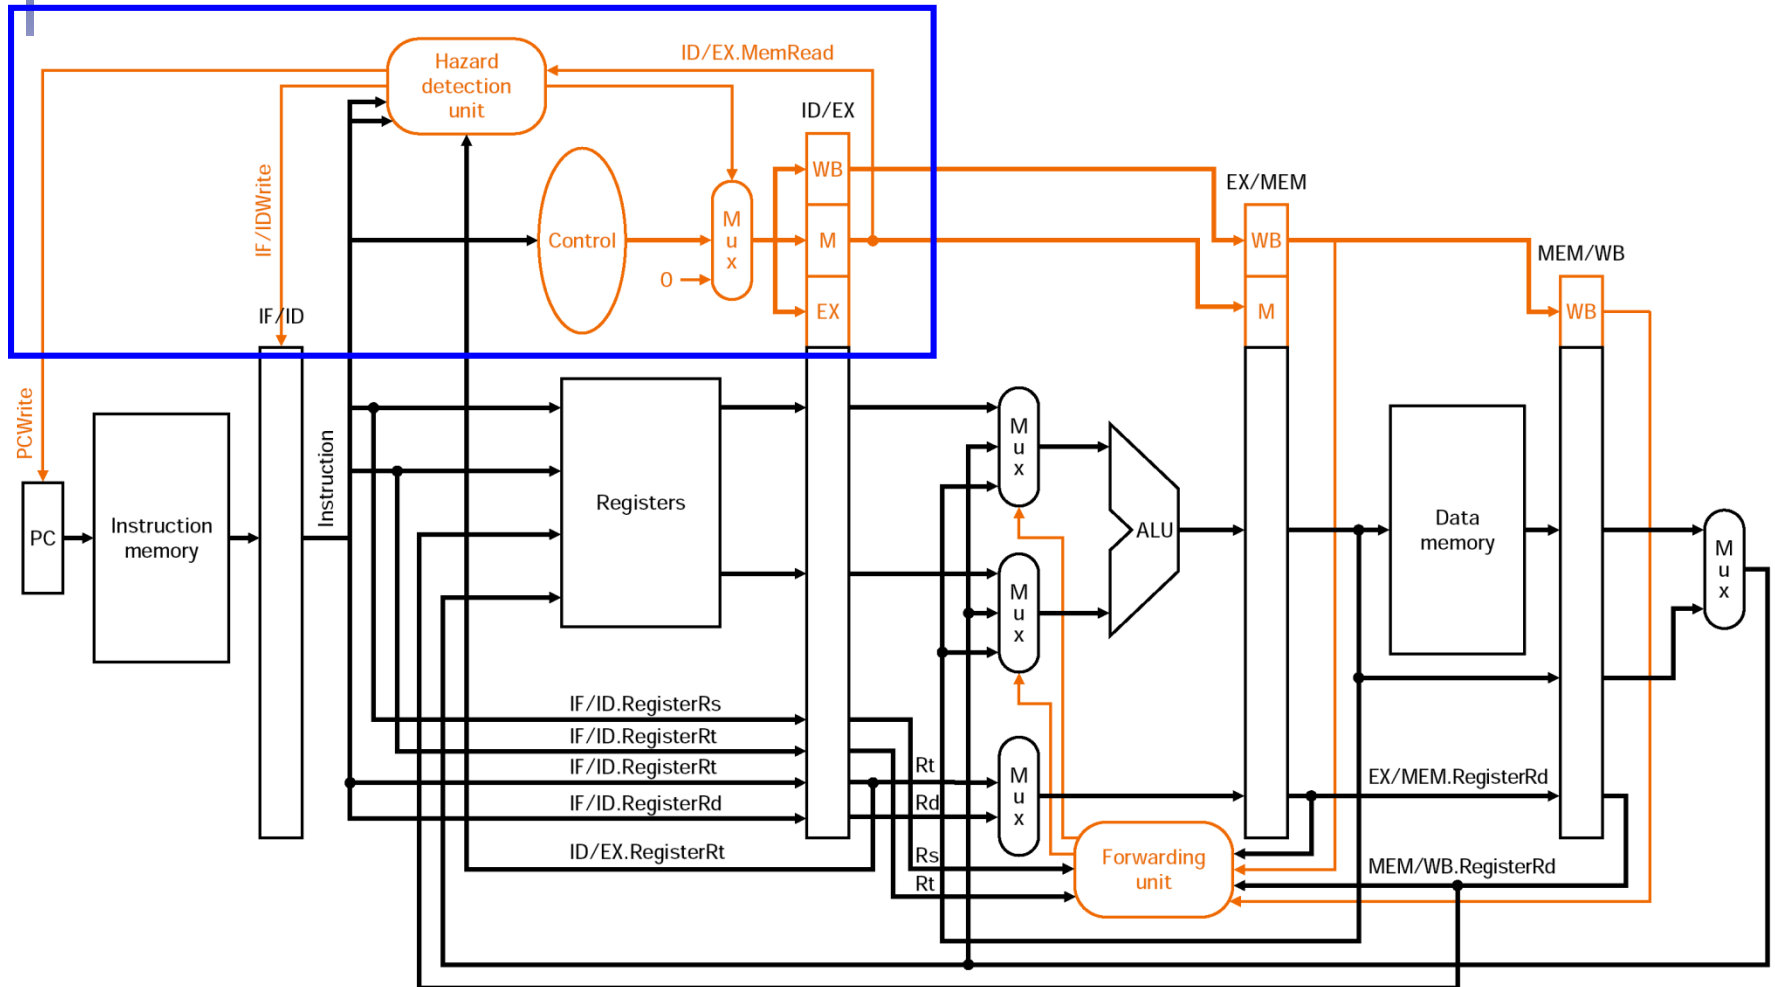 Hazard
detection
unit
ID/EX.MemRead
ID/EX
IF/IDWrite
Control
0
M
u
x
WB
M
EX
EX/MEM
WB
M
MEM/WB
WB
IF/ID
PCWrite
PC
Instruction
memory
Instruction
Registers
M
u
x
M
u
x
ALU
Data
memory
M
u
x
IF/ID.RegisterRs
IF/ID.RegisterRt
IF/ID.RegisterRt
IF/ID.RegisterRd
ID/EX.RegisterRt
Rt
Rd
M
u
x
Rs
Rt
Forwarding
unit
EX/MEM.RegisterRd
MEM/WB.RegisterRd